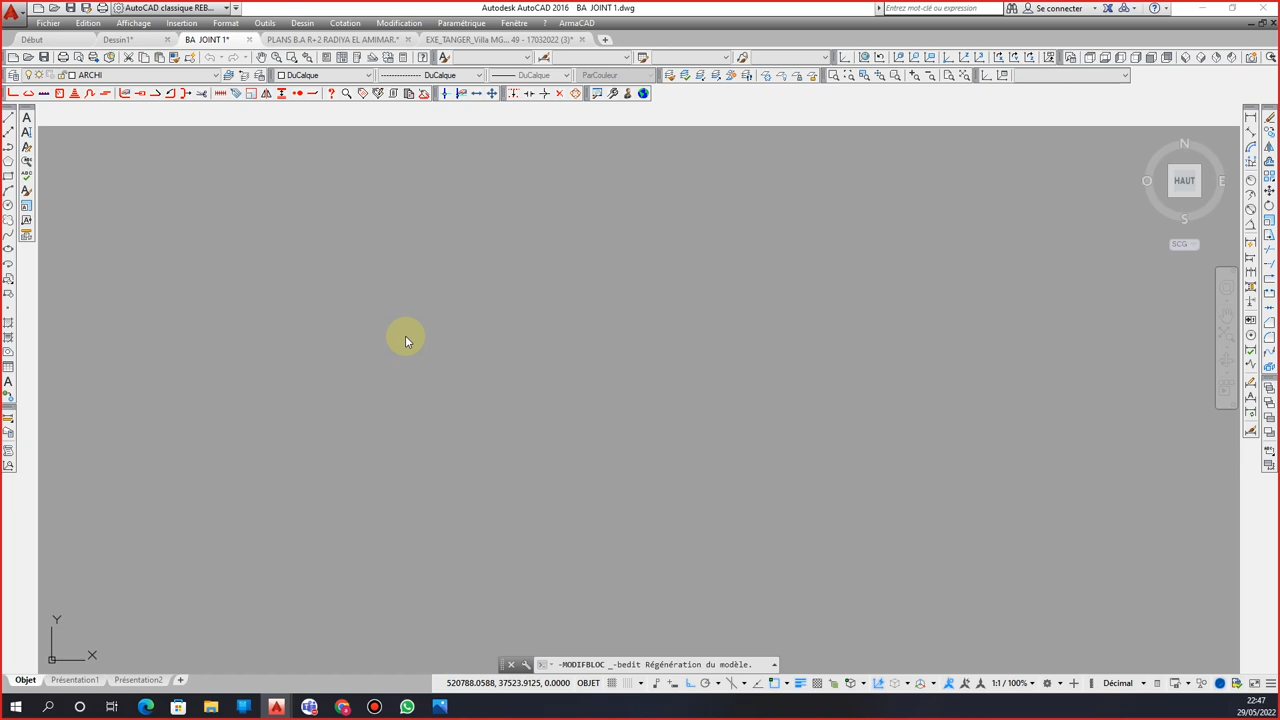 AutoCAD classique REB...
Autodesk AutoCAD 2016 BA JOINT 1.dwg
Entrez mot-clé ou expression
Se connecter
Fichier Edition Affichage Insertion Format Outils Dessin Cotation Modification Paramétrique Fenêtre ? ArmaCAD
Début Dessin1* BA JOINT 1* PLANS B.A R+2 RADIYA EL AMIMAR.* EXE_TANGER_Villa MG... 49 - 17032022 (3)*
ARCHI DuCalque DuCalque DuCalque ParCouleur
N
O HAUT E
S
SCG
Y
X
-MODIFBLOC _-bedit Régénération du modèle.
Objet Présentation1 Présentation2
520788.0588, 37523.9125, 0.0000 OBJET 1:1 / 100% Décimal
22:47
29/05/2022